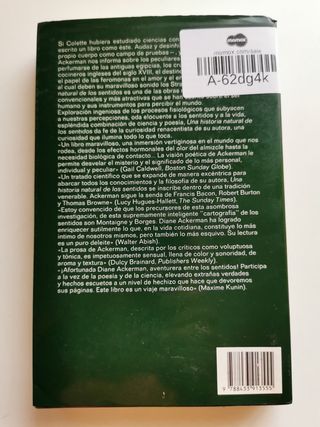 Si Colette hubiera estudiado ciencias con
escrito un libro como éste. Audaz y desinhi
propio cuerpo como campo de pruebas –
Ackerman nos informa sobre los peculiares
perfumantes de las antiguas egipcias, los cr
cocineros ingleses del siglo XVIII, el destino
el papel de las feromonas en el amor y el
el cual deben su maravilloso sonido los Str
natural de los sentidos es una de las obras
convencionales y más atractivas que se han
humano y sus instrumentos para percibir el mundo.
Exploración ingeniosa de los procesos fisiológicos que subyacen
a nuestras percepciones, oda elocuente a los sentidos y a la vida,
espléndida combinación de ciencia y poesía, Una historia natural de
los sentidos da fe de la curiosidad renacentista de su autora, una
curiosidad que ilumina todo lo que toca.
«Un libro maravilloso, una inmersión vertiginosa en el mundo que nos
rodea, desde los efectos hormonales del olor del almizcle hasta la
necesidad biológica de contacto... La visión poética de Ackerman le
permite desvelar el misterio y el significado de lo más personal,
individual y pequeño» (Gail Caldwell, Boston Sunday Globe).
«Un tratado científico que se expande de manera excéntrica para
abarcar todos los conocimientos y la filosofía de su autora, Una
historia natural de los sentidos se inscribe dentro de una tradición
venerable. Ackerman sigue la senda de Francis Bacon, Robert Burton
y Thomas Browne» (Lucy Hugues-Hallett, The Sunday Times).
«Estoy convencido de que los precursores de esta asombrosa
investigación, de esta supremamente inteligente "cartografía" de los
sentidos son Montaigne y Borges. Diane Ackerman ha logrado
enriquecer sutilmente lo que, en la vida cotidiana, constituye lo más
íntimo de nosotros mismos, pero también lo más esquivo. Su lectura
es un puro deleite» (Walter Abish).
«La prosa de Ackerman, descrita por los críticos como voluptuosa
y tónica, es impetuosamente sensual, llena de color y sonoridad, de
aroma y textura» (Dulcy Brainard, Publishers Weekly).
«¡Afortunada Diane Ackerman, aventurera entre los sentidos! Participa
a la vez de la poesía y de la ciencia, elevando extrañas verdades
y hechos escuetos a un nivel de hechizo que hace que devoremos
sus páginas. Este libro es un viaje maravilloso» (Maxime Kunin).
momox
momox.com/sale
A-62dg4k
9 788433 913555